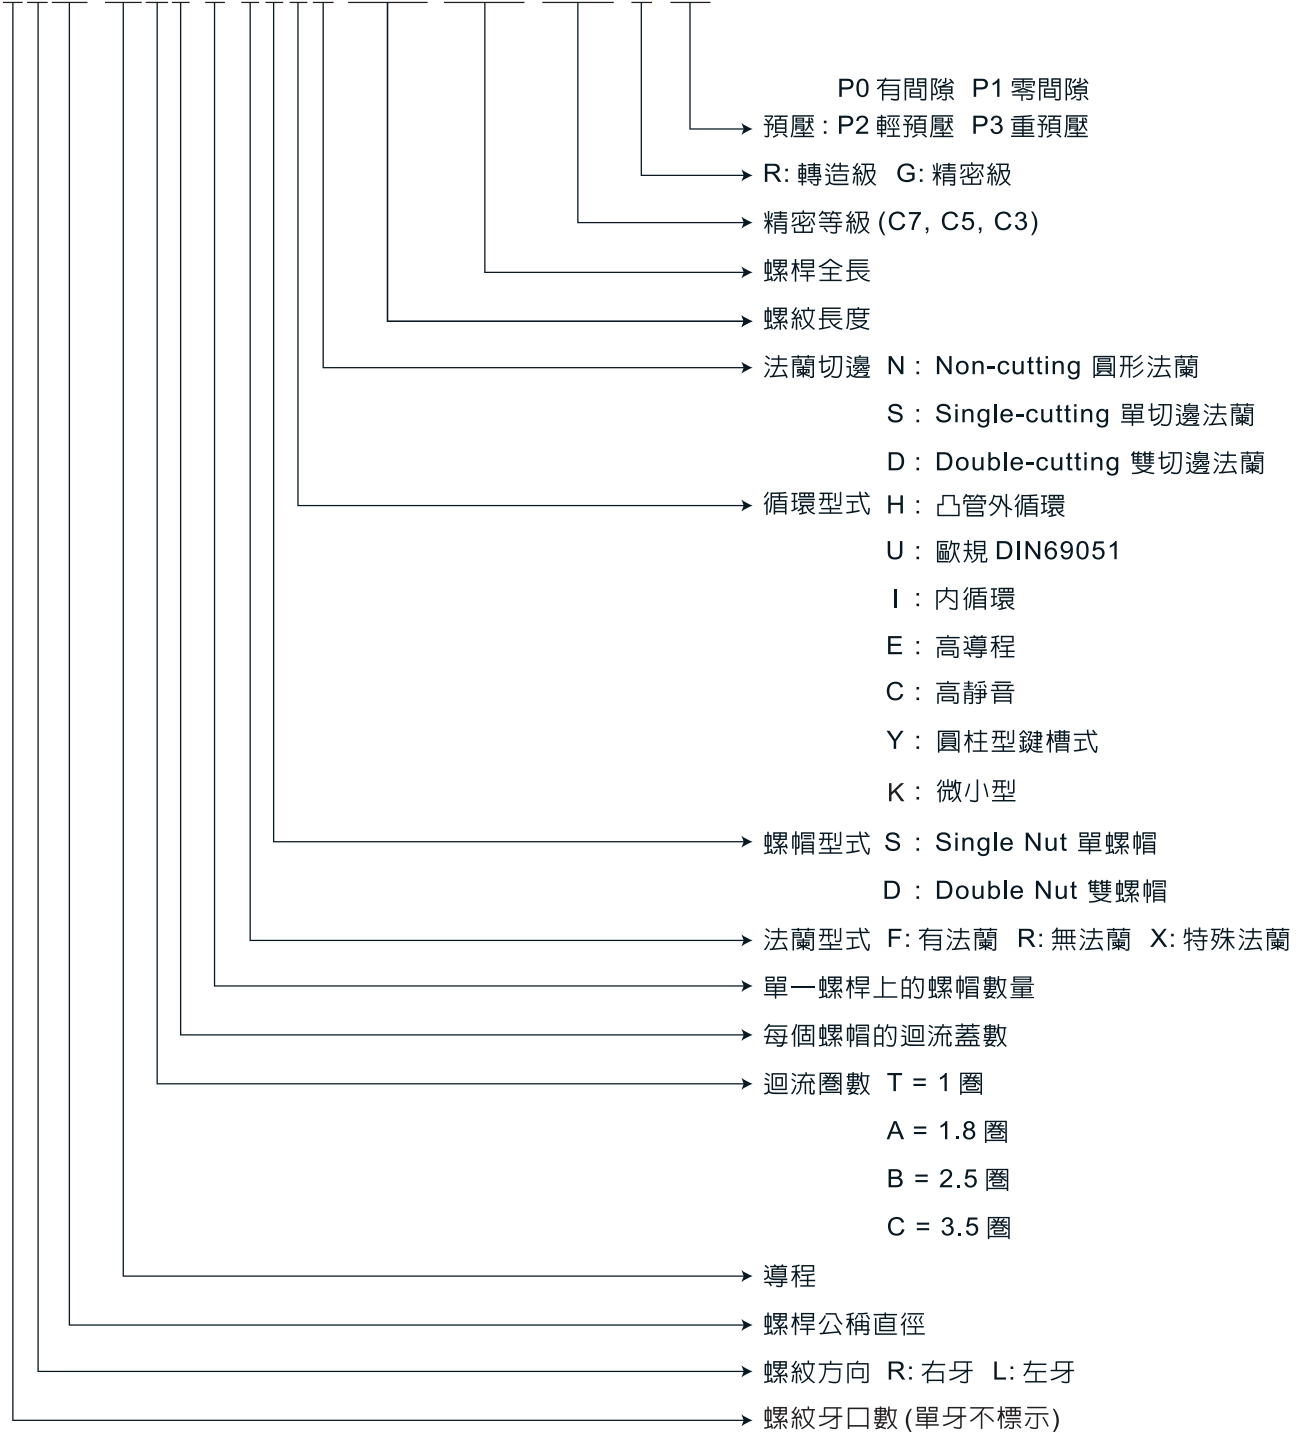 P0 有間隙 P1 零間隙
預壓 : P2 輕預壓 P3 重預壓
R: 轉造級 G: 精密級
精密等級 (C7, C5, C3)
螺桿全長
螺紋長度
法蘭切邊 N : Non-cutting 圓形法蘭
S : Single-cutting 單切邊法蘭
D : Double-cutting 雙切邊法蘭
循環型式 H : 凸管外循環
U : 歐規 DIN69051
I : 內循環
E : 高導程
C : 高靜音
Y : 圓柱型鍵槽式
K : 微小型
螺帽型式 S : Single Nut 單螺帽
D : Double Nut 雙螺帽
法蘭型式 F: 有法蘭 R: 無法蘭 X: 特殊法蘭
單一螺桿上的螺帽數量
每個螺帽的迴流蓋數
迴流圈數 T = 1 圈
A = 1.8 圈
B = 2.5 圈
C = 3.5 圈
導程
螺桿公稱直徑
螺紋方向 R: 右牙 L: 左牙
螺紋牙口數 (單牙不標示)